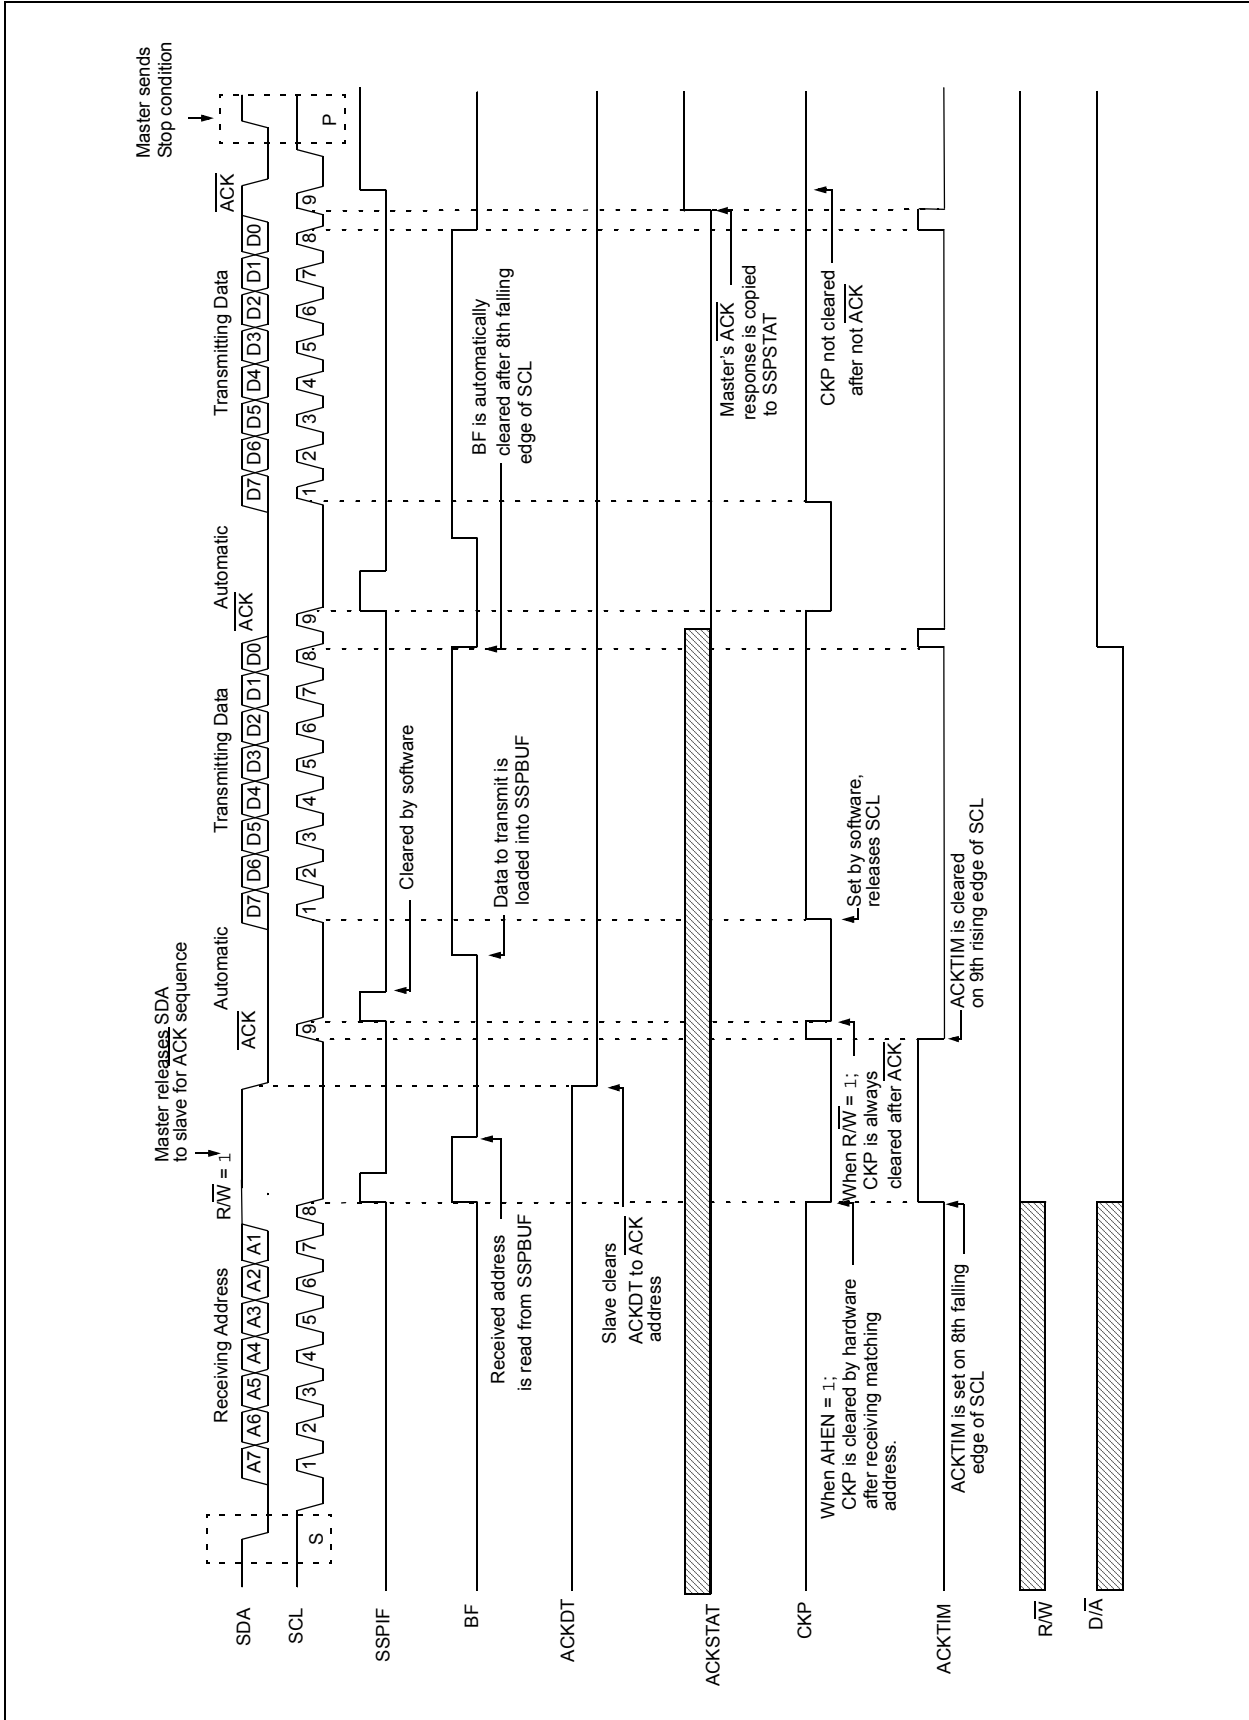 Master releases SDA
to slave for ACK sequence
Master sends
Stop condition
Receiving Address
R/W = 1
ACK
Automatic
Transmitting Data
ACK
Automatic
Transmitting Data
ACK
SDA
A7 A6 A5 A4 A3 A2 A1
D7 D6 D5 D4 D3 D2 D1 D0
D7 D6 D5 D4 D3 D2 D1 D0
SCL
S
1 2 3 4 5 6 7 8 9
1 2 3 4 5 6 7 8 9
1 2 3 4 5 6 7 8 9
P
SSPIF
Cleared by software
BF
Received address
is read from SSPBUF
Data to transmit is
loaded into SSPBUF
BF is automatically
cleared after 8th falling
edge of SCL
ACKDT
Slave clears
ACKDT to ACK
address
ACKSTAT
Master's ACK
response is copied
to SSPSTAT
CKP
When AHEN = 1;
CKP is cleared by hardware
after receiving matching
address.
When R/W = 1;
CKP is always
cleared after ACK
Set by software,
releases SCL
CKP not cleared
after not ACK
ACKTIM
ACKTIM is set on 8th falling
edge of SCL
ACKTIM is cleared
on 9th rising edge of SCL
R/W
D/A